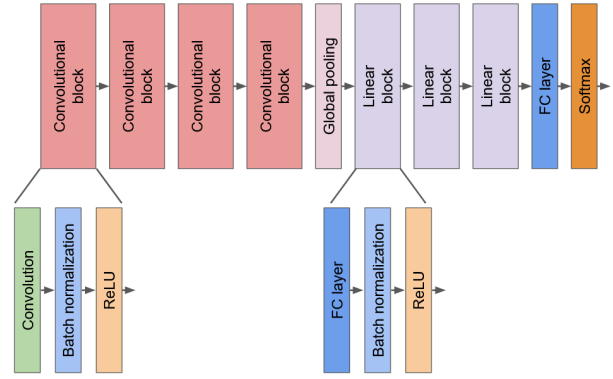 Convolutional
block
Convolutional
block
Convolutional
block
Convolutional
block
Global pooling
Linear
block
Linear
block
Linear
block
FC layer
Softmax
Convolution
Batch normalization
ReLU
FC layer
Batch normalization
ReLU